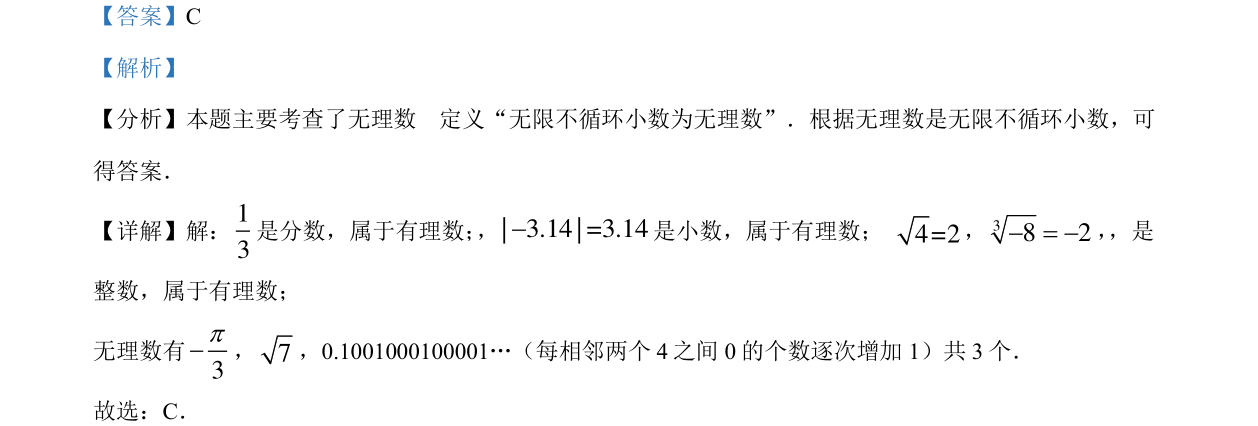 【答案】C
【解析】
【分析】本题主要考查了无理数 定义“无限不循环小数为无理数”．根据无理数是无限不循环小数，可
得答案．
【详解】解：1/3 是分数，属于有理数；，|−3.14|=3.14 是小数，属于有理数； √4=2，∛−8 = −2，，是
整数，属于有理数；
无理数有 −π/3，√7，0.1001000100001…（每相邻两个 4 之间 0 的个数逐次增加 1）共 3 个．
故选：C．